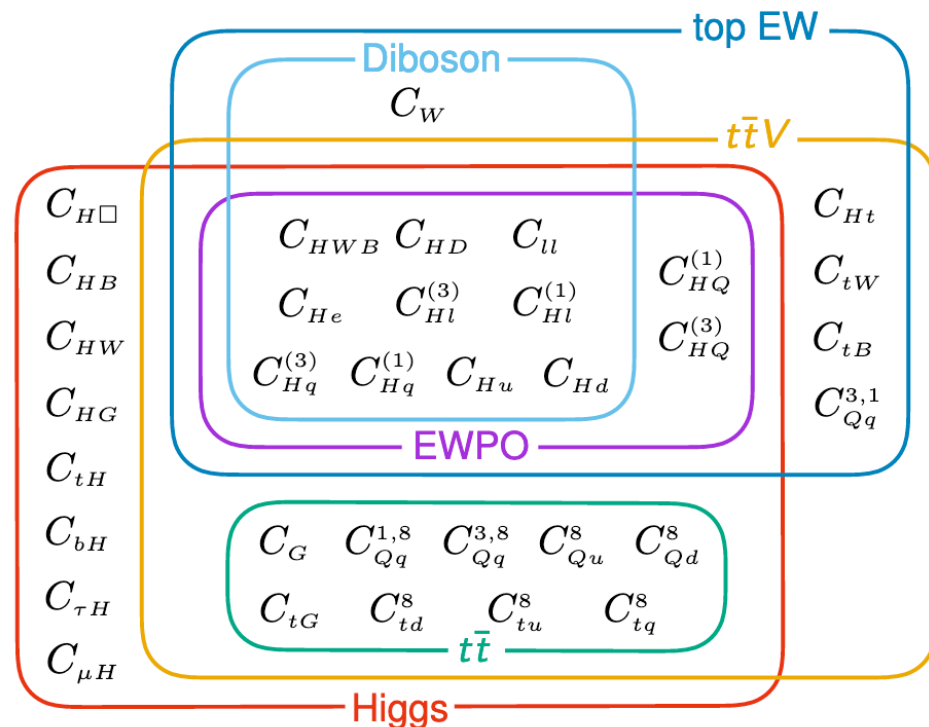 top EW
Diboson
C_W
tt̄V
C_{H□}
C_{HB}
C_{HW}
C_{HG}
C_{tH}
C_{bH}
C_{τH}
C_{μH}
C_{HWB} C_{HD} C_{ll}
C_{He} C_{Hl}^{(3)} C_{Hl}^{(1)}
C_{Hq}^{(3)} C_{Hq}^{(1)} C_{Hu} C_{Hd}
C_{HQ}^{(1)}
C_{HQ}^{(3)}
EWPO
C_{Ht}
C_{tW}
C_{tB}
C_{Qq}^{3,1}
C_G C_{Qq}^{1,8} C_{Qq}^{3,8} C_{Qu}^{8} C_{Qd}^{8}
C_{tG} C_{td}^{8} C_{tu}^{8} C_{tq}^{8}
tt̄
Higgs